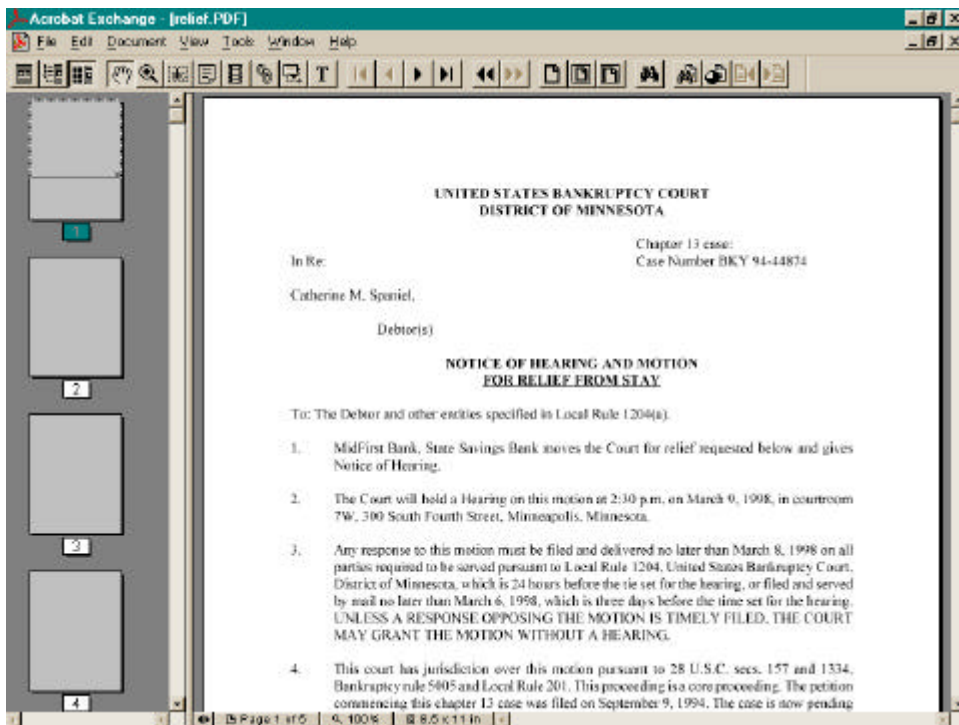 Acrobat Exchange - [relief.PDF]
File Edit Document View Tools Window Help
T
1
2
3
4
UNITED STATES BANKRUPTCY COURT
DISTRICT OF MINNESOTA
Chapter 13 case:
In Re: Case Number BKY 94-44874
Catherine M. Spaniel,
Debtor(s)
NOTICE OF HEARING AND MOTION
FOR RELIEF FROM STAY
To: The Debtor and other entities specified in Local Rule 1204(a).
1. MidFirst Bank, State Savings Bank moves the Court for relief requested below and gives
Notice of Hearing.
2. The Court will hold a Hearing on this motion at 2:30 p.m. on March 9, 1998, in courtroom
7W, 300 South Fourth Street, Minneapolis, Minnesota.
3. Any response to this motion must be filed and delivered no later than March 8, 1998 on all
parties required to be served pursuant to Local Rule 1204, United States Bankruptcy Court,
District of Minnesota, which is 24 hours before the tie set for the hearing, or filed and served
by mail no later than March 6, 1998, which is three days before the time set for the hearing.
UNLESS A RESPONSE OPPOSING THE MOTION IS TIMELY FILED, THE COURT
MAY GRANT THE MOTION WITHOUT A HEARING.
4. This court has jurisdiction over this motion pursuant to 28 U.S.C. secs. 157 and 1334,
Bankruptcy rule 5005 and Local Rule 201. This proceeding is a core proceeding. The petition
commencing this chapter 13 case was filed on September 9, 1994. The case is now pending
Page 1 of 6 100% 8.5 x 11 in